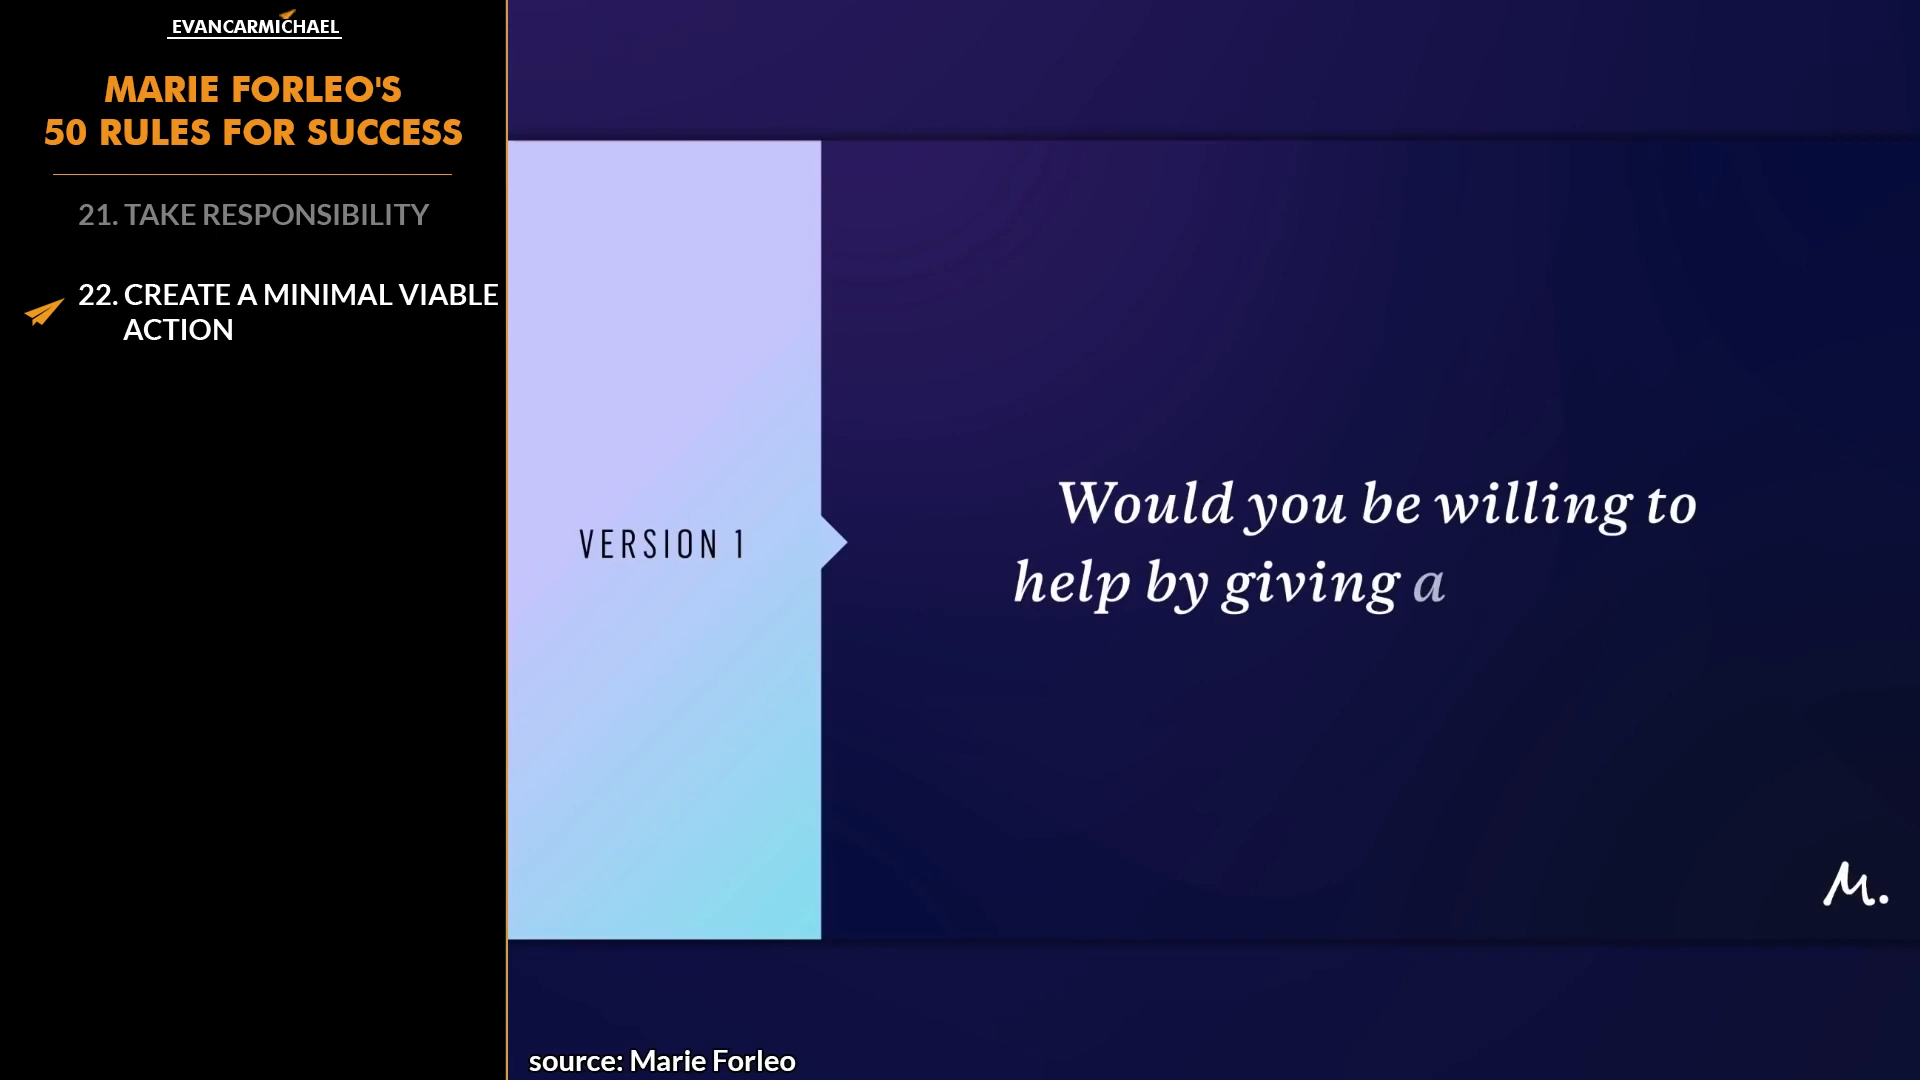 EVANCARMICHAEL
MARIE FORLEO'S
50 RULES FOR SUCCESS
21. TAKE RESPONSIBILITY
22. CREATE A MINIMAL VIABLE
ACTION
VERSION 1
Would you be willing to
help by giving a
M.
source: Marie Forleo